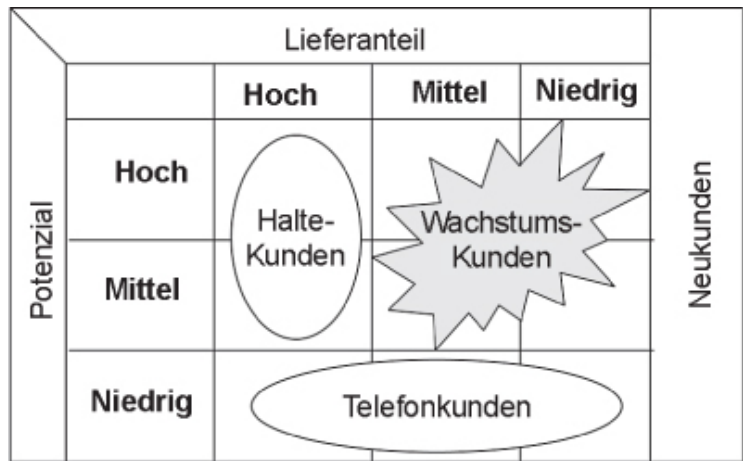 Lieferanteil
Hoch Mittel Niedrig
Hoch
Halte-
Kunden
Wachstums-
Kunden
Mittel
Niedrig
Telefonkunden
Potenzial
Neukunden